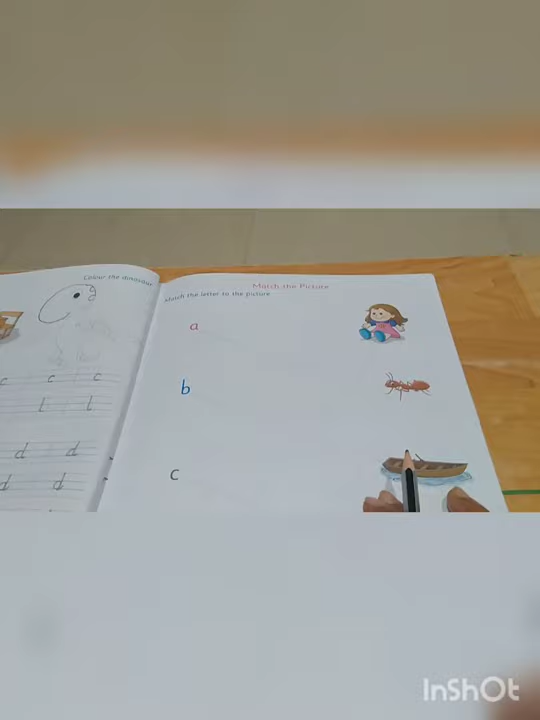 Colour the dinosaur
c c c
l l
d d
d d
Match the Picture
Match the letter to the picture
a
b
c
InShOt